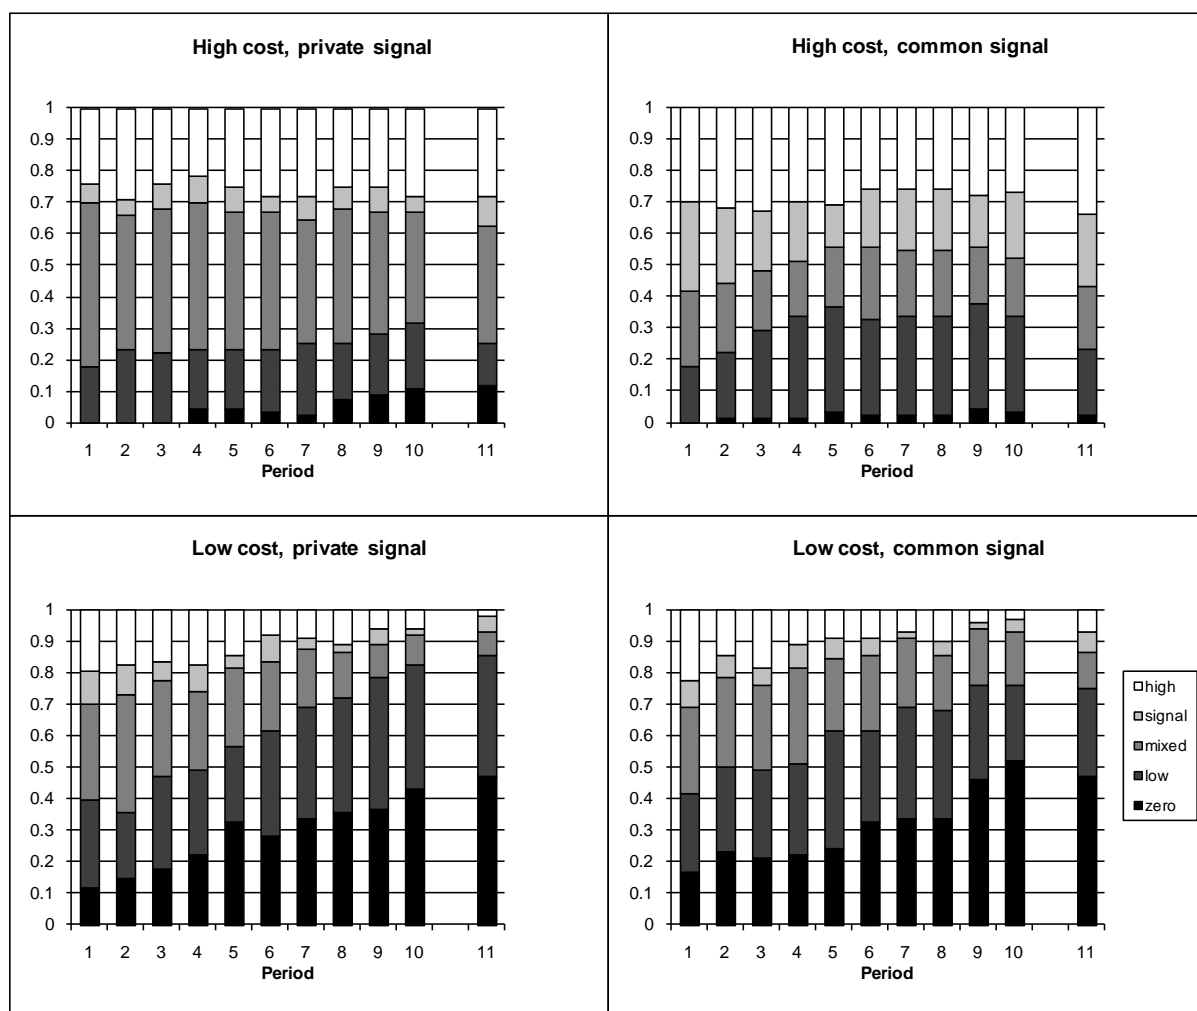 High cost, private signal
1
0.9
0.8
0.7
0.6
0.5
0.4
0.3
0.2
0.1
0
1 2 3 4 5 6 7 8 9 10 11
Period
High cost, common signal
1
0.9
0.8
0.7
0.6
0.5
0.4
0.3
0.2
0.1
0
1 2 3 4 5 6 7 8 9 10 11
Period
Low cost, private signal
1
0.9
0.8
0.7
0.6
0.5
0.4
0.3
0.2
0.1
0
1 2 3 4 5 6 7 8 9 10 11
Period
Low cost, common signal
1
0.9
0.8
0.7
0.6
0.5
0.4
0.3
0.2
0.1
0
1 2 3 4 5 6 7 8 9 10 11
Period
high
signal
mixed
low
zero